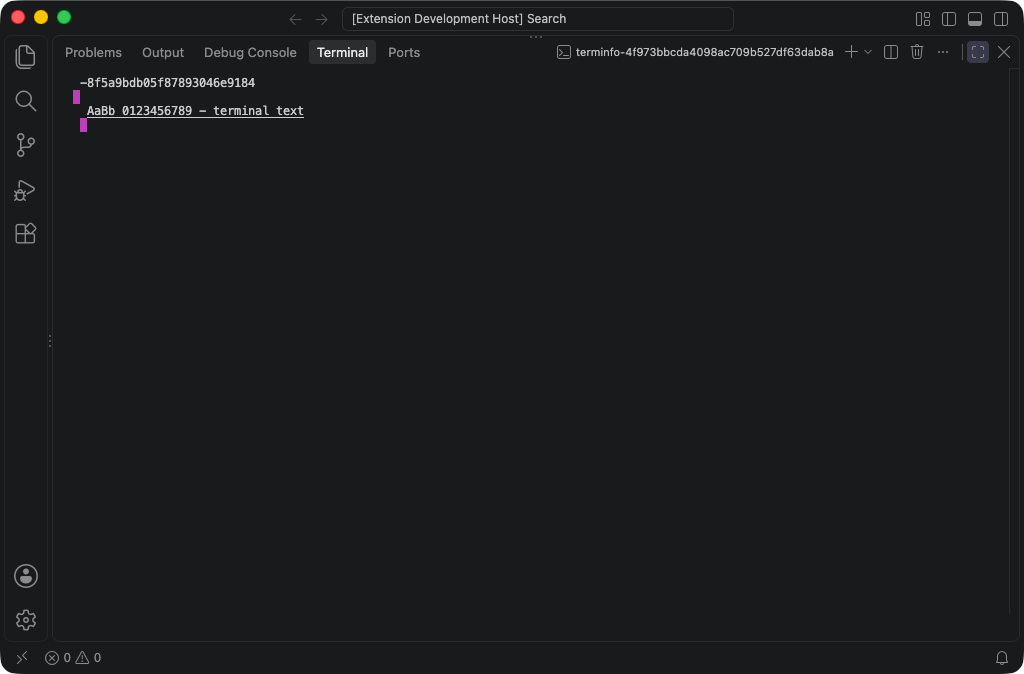 [Extension Development Host] Search
Problems Output Debug Console Terminal Ports
terminfo-4f973bbcda4098ac709b527df63dab8a
-8f5a9bdb05f87893046e9184
AaBb 0123456789 - terminal text
0 0